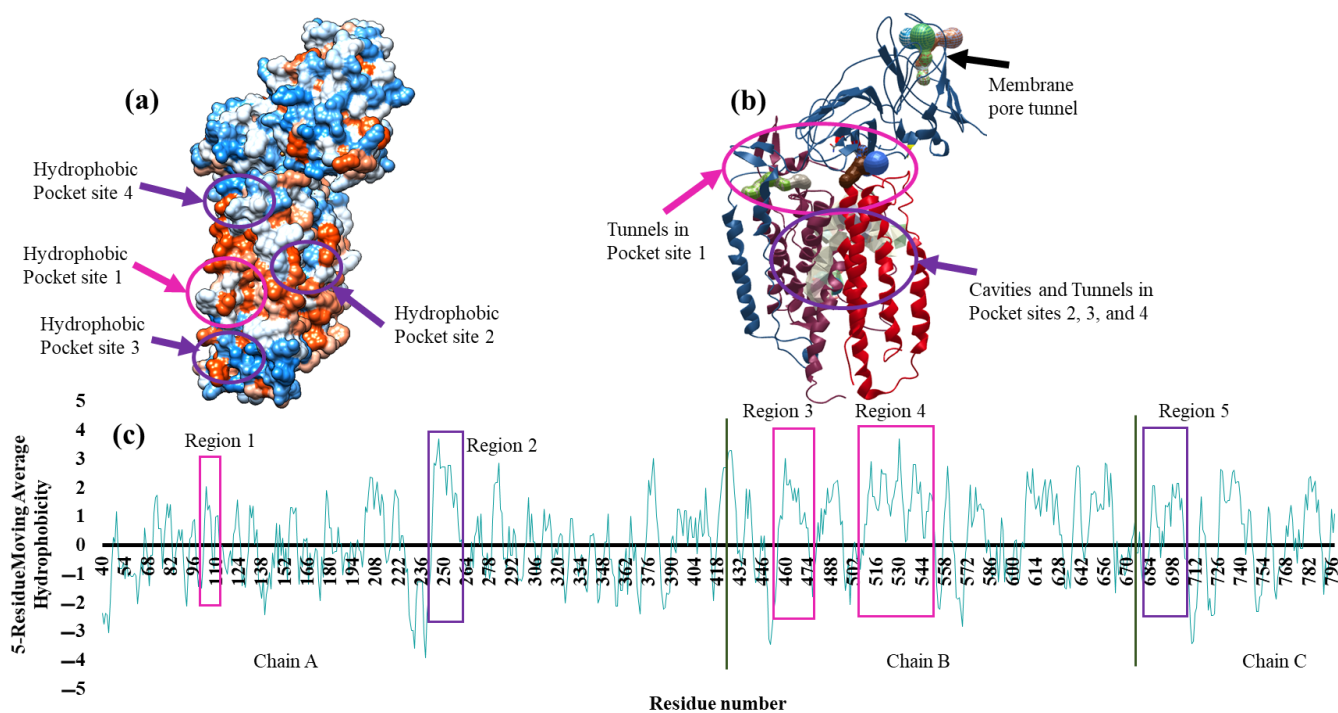 (a)
Hydrophobic
Pocket site 4
Hydrophobic
Pocket site 1
Hydrophobic
Pocket site 3
Hydrophobic
Pocket site 2
(b)
Membrane
pore tunnel
Tunnels in
Pocket site 1
Cavities and Tunnels in
Pocket sites 2, 3, and 4
(c)
Region 1
Region 2
Region 3
Region 4
Region 5
5-ResidueMoving Average
Hydrophobicity
5
4
3
2
1
0
–1
–2
–3
–4
–5
40 54 68 82 96 110 124 138 152 166 180 194 208 222 236 250 264 278 292 306 320 334 348 362 376 390 404 418 432 446 460 474 488 502 516 530 544 558 572 586 600 614 628 642 656 670 684 698 712 726 740 754 768 782 796
Chain A
Chain B
Chain C
Residue number